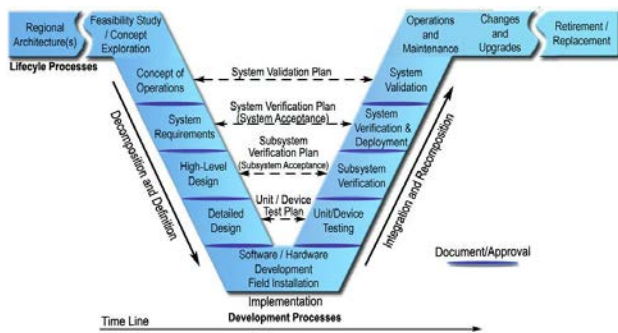 Regional
Architecture(s)
Feasibility Study
/ Concept
Exploration
Operations
and
Maintenance
Changes
and
Upgrades
Retirement /
Replacement
Lifecyle Processes
Concept of
Operations
System Validation Plan
System
Validation
System
Requirements
System Verification Plan
(System Acceptance)
System
Verification &
Deployment
High-Level
Design
Subsystem
Verification Plan
(Subsystem Acceptance)
Subsystem
Verification
Detailed
Design
Unit / Device
Test Plan
Unit/Device
Testing
Decomposition and Definition
Integration and Recomposition
Software / Hardware
Development
Field Installation
Document/Approval
Implementation
Time Line
Development Processes